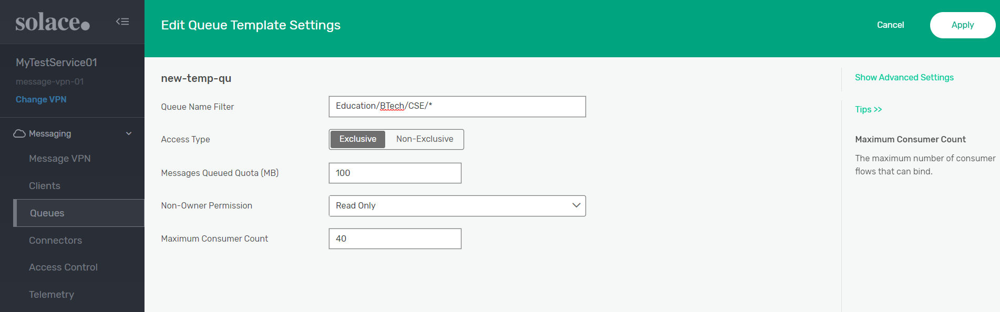 solace.
MyTestService01
message-vpn-01
Change VPN
Messaging
Message VPN
Clients
Queues
Connectors
Access Control
Telemetry
Edit Queue Template Settings
Cancel
Apply
new-temp-qu
Queue Name Filter
Education/BTech/CSE/*
Access Type
Exclusive
Non-Exclusive
Messages Queued Quota (MB)
100
Non-Owner Permission
Read Only
Maximum Consumer Count
40
Show Advanced Settings
Tips >>
Maximum Consumer Count
The maximum number of consumer
flows that can bind.